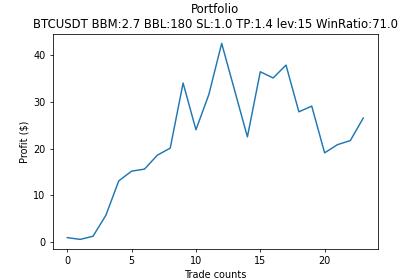 Portfolio
BTCUSDT BBM:2.7 BBL:180 SL:1.0 TP:1.4 lev:15 WinRatio:71.0
40
30
20
10
0
Profit ($)
0 5 10 15 20
Trade counts